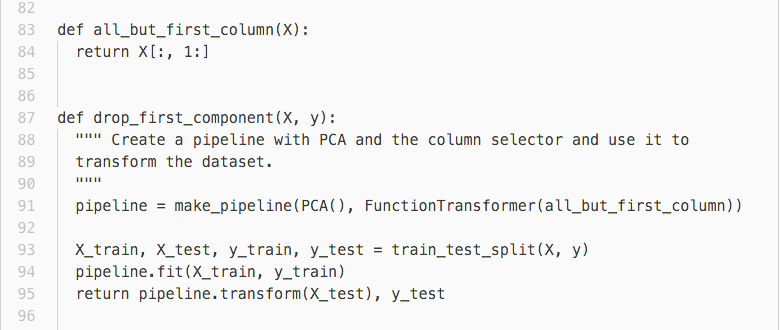 82
83 def all_but_first_column(X):
84 return X[:, 1:]
85
86
87 def drop_first_component(X, y):
88 """ Create a pipeline with PCA and the column selector and use it to
89 transform the dataset.
90 """
91 pipeline = make_pipeline(PCA(), FunctionTransformer(all_but_first_column))
92
93 X_train, X_test, y_train, y_test = train_test_split(X, y)
94 pipeline.fit(X_train, y_train)
95 return pipeline.transform(X_test), y_test
96